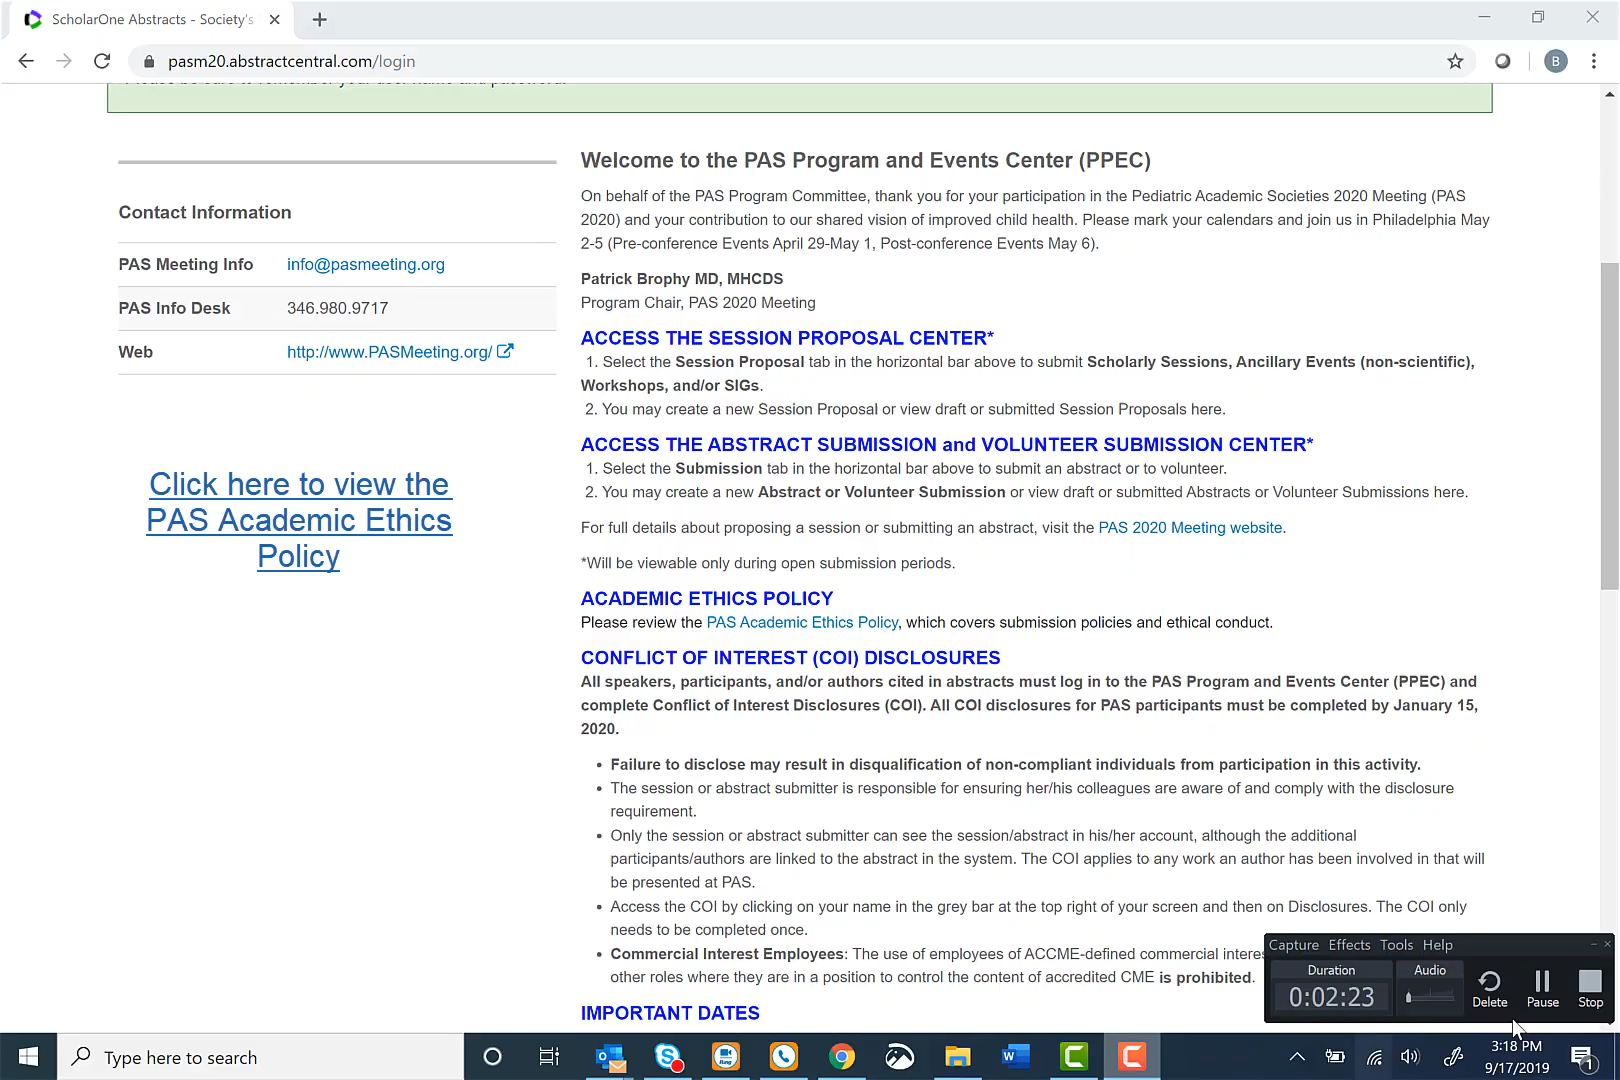 ScholarOne Abstracts - Society's
pasm20.abstractcentral.com/login
Please be sure to remember your user name and password.
Contact Information
PAS Meeting Info info@pasmeeting.org
PAS Info Desk 346.980.9717
Web http://www.PASMeeting.org/
Click here to view the
PAS Academic Ethics
Policy
Welcome to the PAS Program and Events Center (PPEC)
On behalf of the PAS Program Committee, thank you for your participation in the Pediatric Academic Societies 2020 Meeting (PAS
2020) and your contribution to our shared vision of improved child health. Please mark your calendars and join us in Philadelphia May
2-5 (Pre-conference Events April 29-May 1, Post-conference Events May 6).
Patrick Brophy MD, MHCDS
Program Chair, PAS 2020 Meeting
ACCESS THE SESSION PROPOSAL CENTER*
1. Select the Session Proposal tab in the horizontal bar above to submit Scholarly Sessions, Ancillary Events (non-scientific),
Workshops, and/or SIGs.
2. You may create a new Session Proposal or view draft or submitted Session Proposals here.
ACCESS THE ABSTRACT SUBMISSION and VOLUNTEER SUBMISSION CENTER*
1. Select the Submission tab in the horizontal bar above to submit an abstract or to volunteer.
2. You may create a new Abstract or Volunteer Submission or view draft or submitted Abstracts or Volunteer Submissions here.
For full details about proposing a session or submitting an abstract, visit the PAS 2020 Meeting website.
*Will be viewable only during open submission periods.
ACADEMIC ETHICS POLICY
Please review the PAS Academic Ethics Policy, which covers submission policies and ethical conduct.
CONFLICT OF INTEREST (COI) DISCLOSURES
All speakers, participants, and/or authors cited in abstracts must log in to the PAS Program and Events Center (PPEC) and
complete Conflict of Interest Disclosures (COI). All COI disclosures for PAS participants must be completed by January 15,
2020.
• Failure to disclose may result in disqualification of non-compliant individuals from participation in this activity.
• The session or abstract submitter is responsible for ensuring her/his colleagues are aware of and comply with the disclosure
requirement.
• Only the session or abstract submitter can see the session/abstract in his/her account, although the additional
participants/authors are linked to the abstract in the system. The COI applies to any work an author has been involved in that will
be presented at PAS.
• Access the COI by clicking on your name in the grey bar at the top right of your screen and then on Disclosures. The COI only
needs to be completed once.
• Commercial Interest Employees: The use of employees of ACCME-defined commercial interes
other roles where they are in a position to control the content of accredited CME is prohibited.
IMPORTANT DATES
Capture Effects Tools Help
Duration Audio
0:02:23
Delete Pause Stop
Type here to search
3:18 PM
9/17/2019
1
B